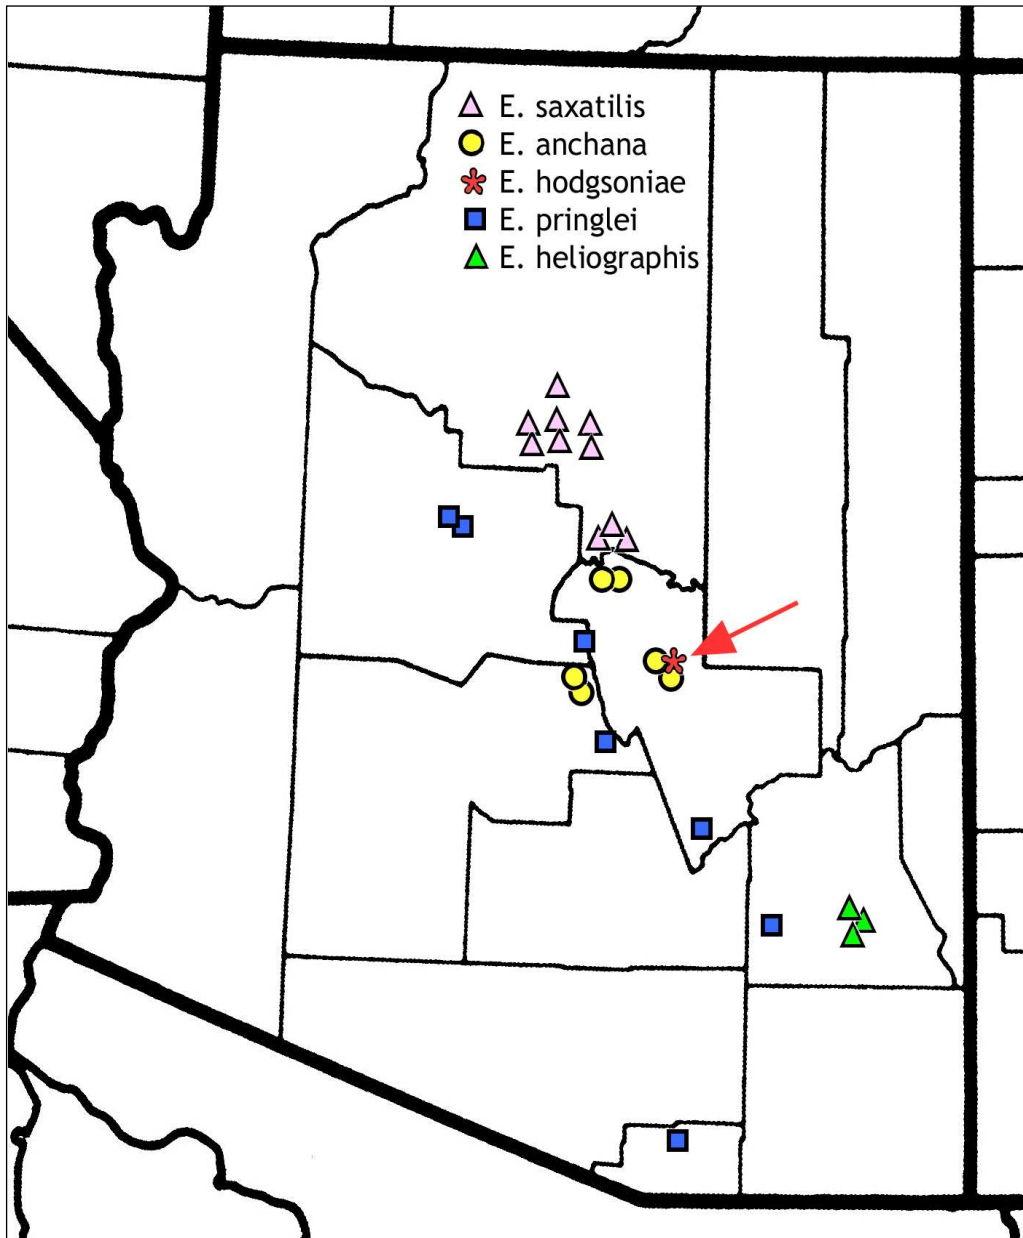 E. saxatilis
E. anchana
E. hodgsoniae
E. pringlei
E. heliographis